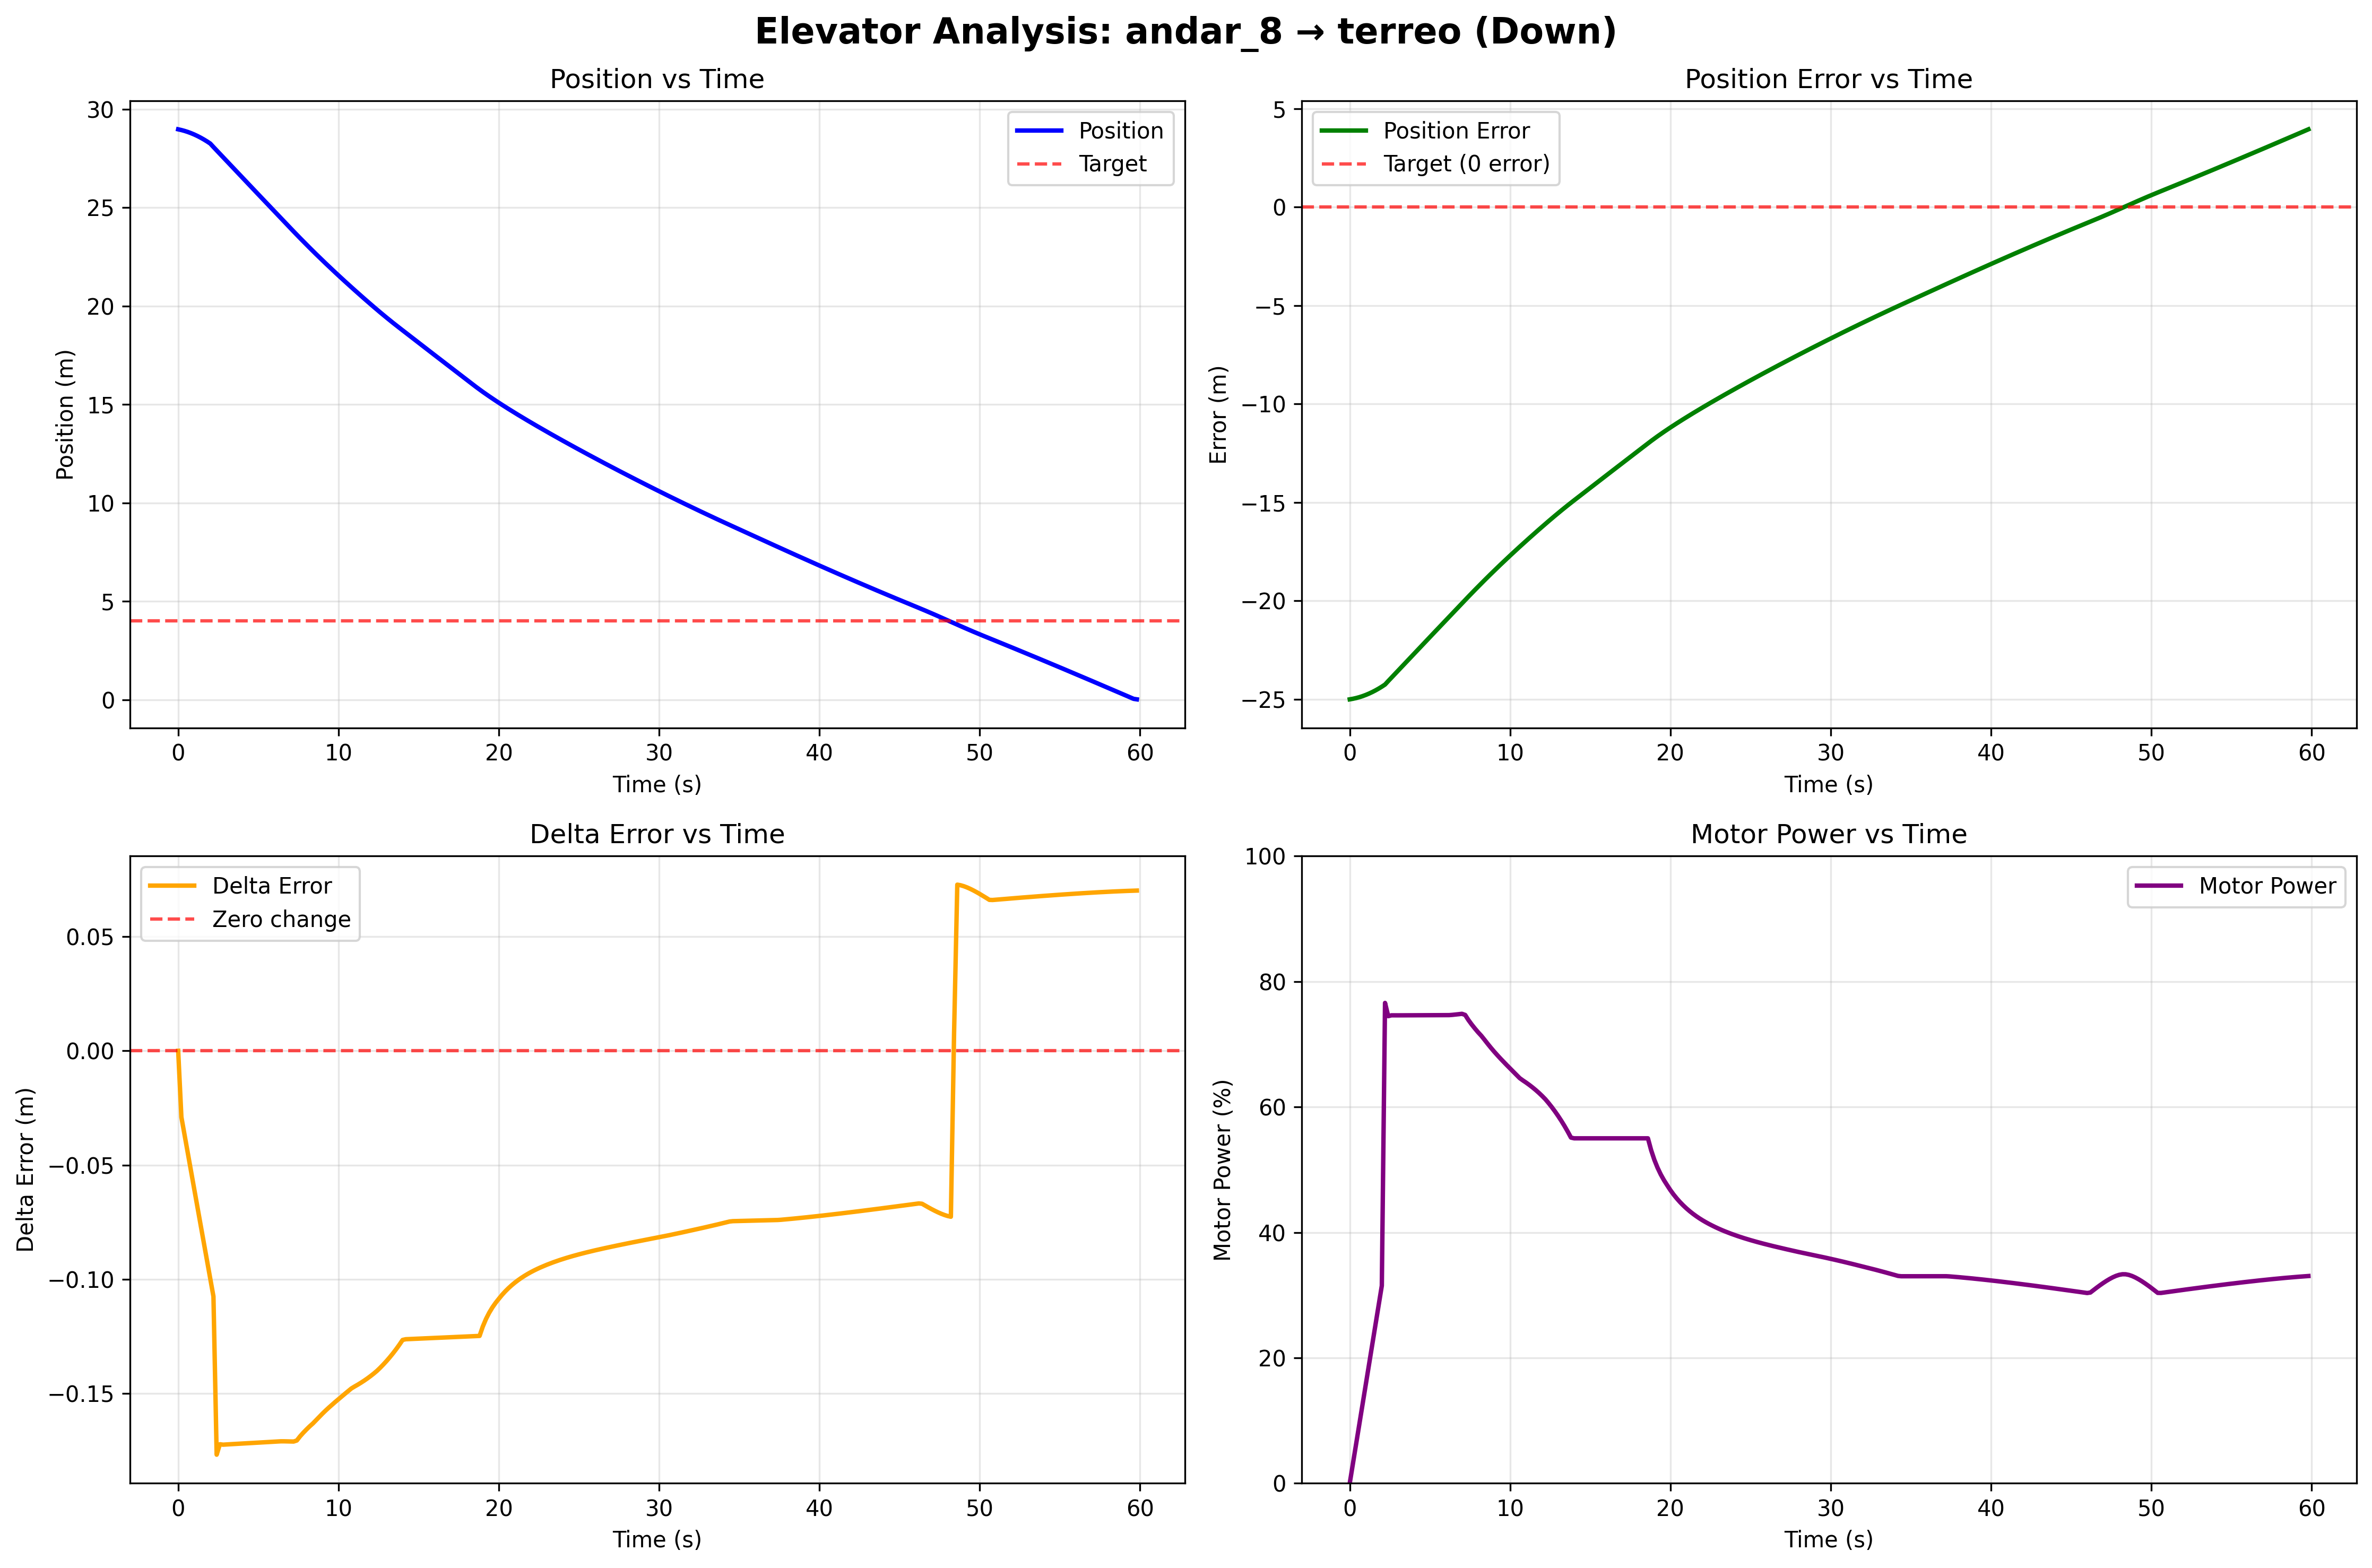 Elevator Analysis: andar_8 → terreo (Down)
Position vs Time
30
25
20
15
10
5
0
Position (m)
Position
Target
0 10 20 30 40 50 60
Time (s)
Position Error vs Time
5
0
−5
−10
−15
−20
−25
Error (m)
Position Error
Target (0 error)
0 10 20 30 40 50 60
Time (s)
Delta Error vs Time
0.05
0.00
−0.05
−0.10
−0.15
Delta Error (m)
Delta Error
Zero change
0 10 20 30 40 50 60
Time (s)
Motor Power vs Time
100
80
60
40
20
0
Motor Power (%)
Motor Power
0 10 20 30 40 50 60
Time (s)